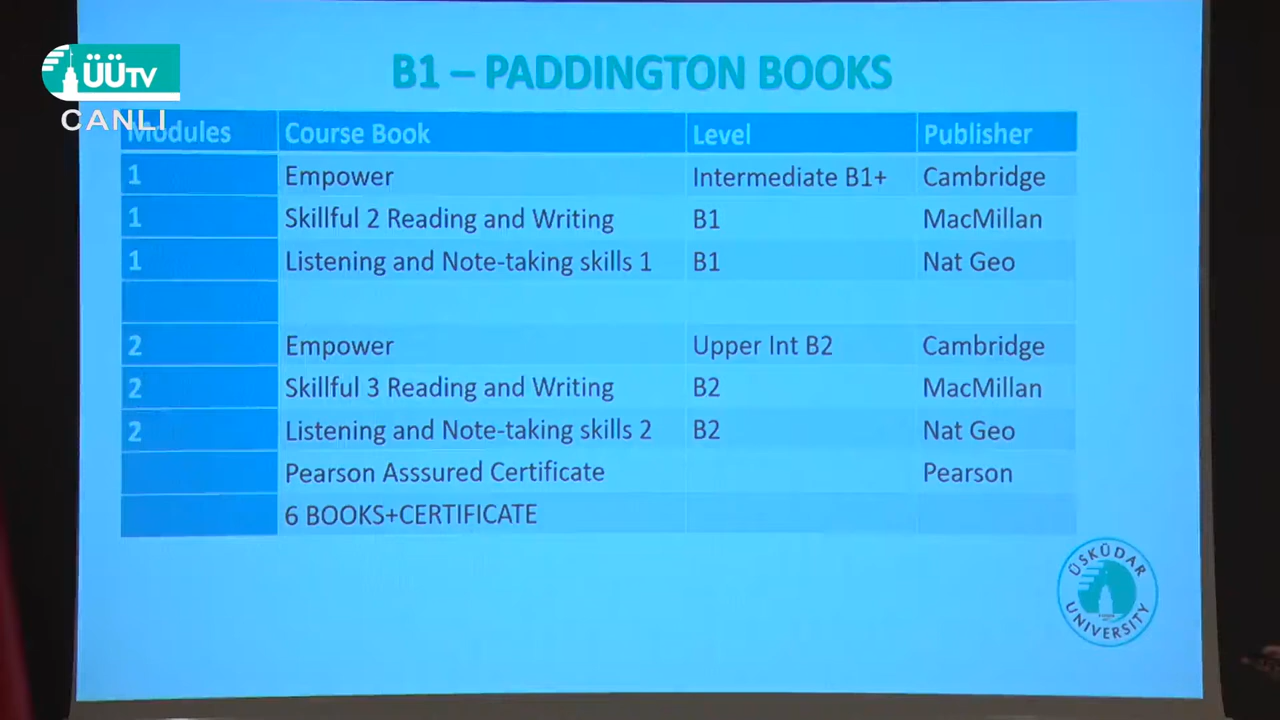 ÜÜTV
CANLI
B1 – PADDINGTON BOOKS
Modules Course Book Level Publisher
1 Empower Intermediate B1+ Cambridge
1 Skillful 2 Reading and Writing B1 MacMillan
1 Listening and Note-taking skills 1 B1 Nat Geo
2 Empower Upper Int B2 Cambridge
2 Skillful 3 Reading and Writing B2 MacMillan
2 Listening and Note-taking skills 2 B2 Nat Geo
Pearson Asssured Certificate Pearson
6 BOOKS+CERTIFICATE
ÜSKÜDAR
UNIVERSITY